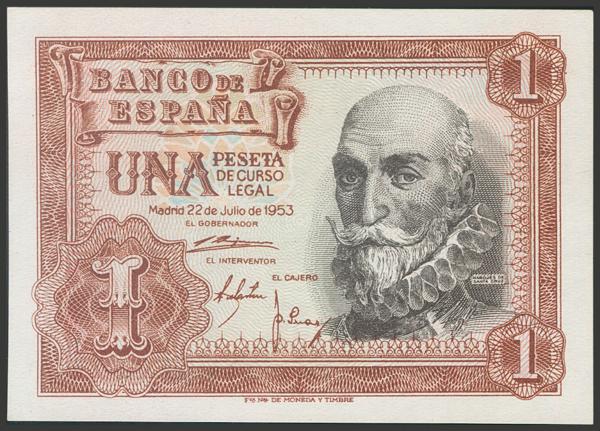 BANCO DE
ESPAÑA
1
UNA PESETA
DE CURSO
LEGAL
Madrid 22 de Julio de 1953
EL GOBERNADOR
EL INTERVENTOR
EL CAJERO
MARQUÉS DE
SANTA CRUZ
1
1
Fca. Nal. DE MONEDA Y TIMBRE